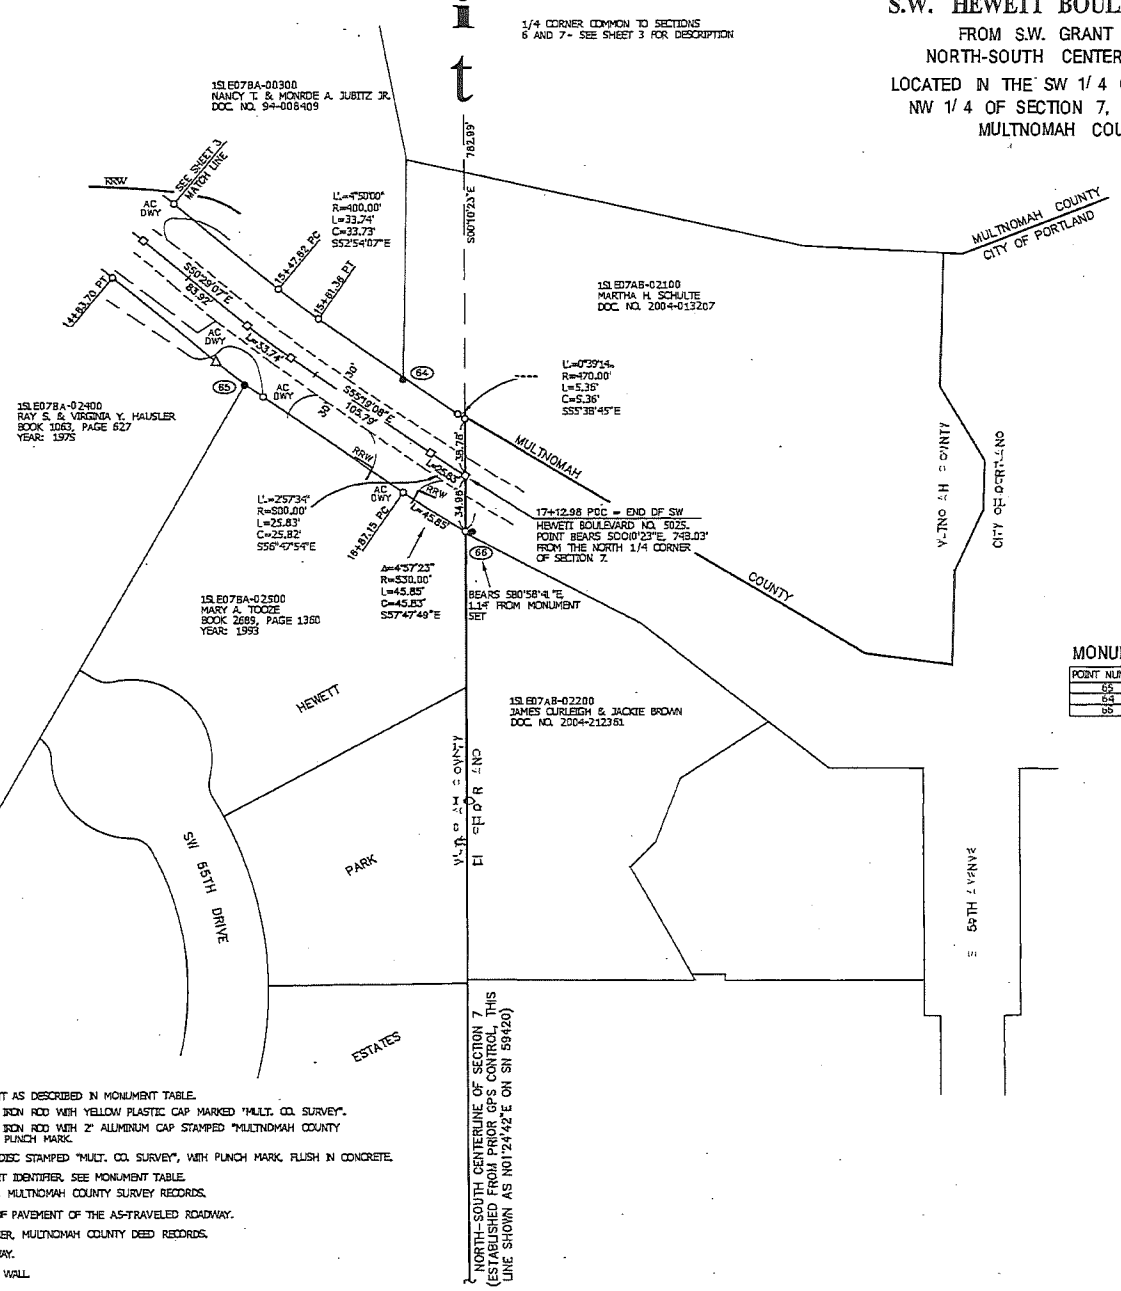 i
t
1/4 CORNER COMMON TO SECTIONS
6 AND 7 - SEE SHEET 3 FOR DESCRIPTION
S.W. HEWETT BOUL
FROM S.W. GRANT
NORTH-SOUTH CENTER
LOCATED IN THE SW 1/4
NW 1/4 OF SECTION 7,
MULTNOMAH COU
1S1E07BA-00300
NANCY T. & MONROE A. JUBITZ JR.
DOC. NO. 94-008409
SEE SHEET 3
MATCH LINE
RRW
AC
DWY
782.99'
S00°10'23"E
L'=4°50'00"
R=400.00'
L=33.74'
C=33.73'
S52°54'07"E
15+47.62 PC
15+81.36 PT
14+83.70 PT
S50°29'07"E
83.92'
L=33.74'
AC
DWY
AC
DWY
30'
30'
S55°19'08"E
105.79'
64
65
MULTNOMAH COUNTY
CITY OF PORTLAND
1S1E07AB-02100
MARTHA H. SCHULTE
DOC. NO. 2004-013207
L'=0°39'14"
R=470.00'
L=5.36'
C=5.36'
S55°38'45"E
1S1E07BA-02400
RAY S. & VIRGINIA Y. HAUSLER
BOOK 1063, PAGE 627
YEAR: 1975
38.78'
L=25.83'
34.96'
MULTNOMAH
COUNTY
RRW
AC
DWY
RRW
L=45.85'
16+87.15 PC
L'=2°57'34"
R=500.00'
L=25.83'
C=25.82'
S56°47'54"E
17+12.98 POC = END OF SW
HEWETT BOULEVARD NO. 5025.
POINT BEARS S00°10'23"E, 748.03'
FROM THE NORTH 1/4 CORNER
OF SECTION 7.
66
Δ=4°57'23"
R=530.00'
L=45.85'
C=45.83'
S57°47'49"E
BEARS S80°58'41"E,
1.14' FROM MONUMENT
SET
1S1E07BA-02500
MARY A. TOOZE
BOOK 2689, PAGE 1360
YEAR: 1993
HEWETT
1S1E07AB-02200
JAMES CURLEIGH & JACKIE BROWN
DOC. NO. 2004-212361
MONU
POINT NU
65
64
66
PARK
SW 55TH DRIVE
ESTATES
NORTH-SOUTH CENTERLINE OF SECTION 7
(ESTABLISHED FROM PRIOR GPS CONTROL, THIS
LINE SHOWN AS N01°24'42"E ON SN 59420)
T AS DESCRIBED IN MONUMENT TABLE.
IRON ROD WITH YELLOW PLASTIC CAP MARKED "MULT. CO. SURVEY".
IRON ROD WITH 2" ALUMINUM CAP STAMPED "MULTNOMAH COUNTY
PUNCH MARK.
DISC STAMPED "MULT. CO. SURVEY", WITH PUNCH MARK, FLUSH IN CONCRETE.
T IDENTIFIER, SEE MONUMENT TABLE.
MULTNOMAH COUNTY SURVEY RECORDS.
F PAVEMENT OF THE AS-TRAVELED ROADWAY.
ER, MULTNOMAH COUNTY DEED RECORDS.
AY.
WALL